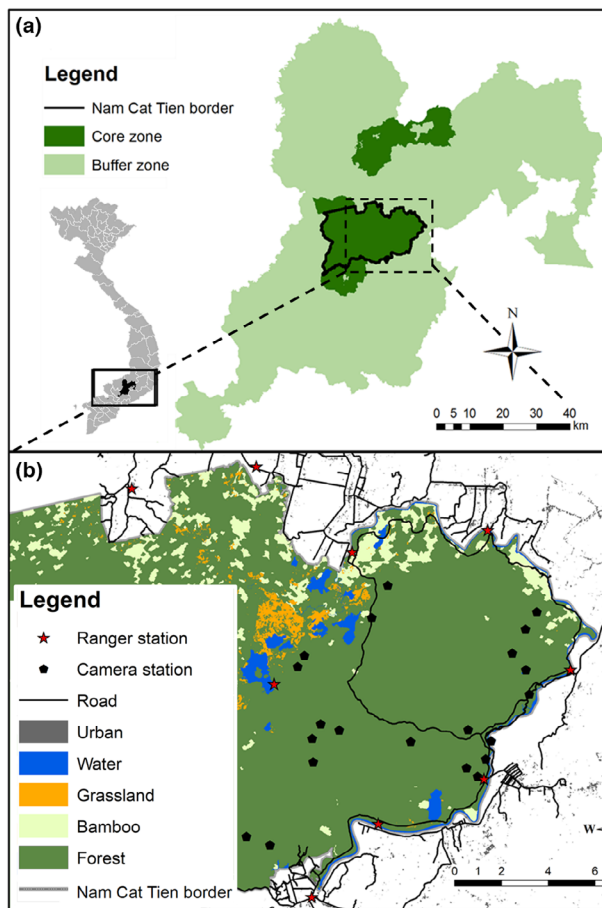 (a)
Legend
Nam Cat Tien border
Core zone
Buffer zone
N
0 5 10 20 30 40
km
(b)
Legend
Ranger station
Camera station
Road
Urban
Water
Grassland
Bamboo
Forest
Nam Cat Tien border
W
0 1 2 4 6